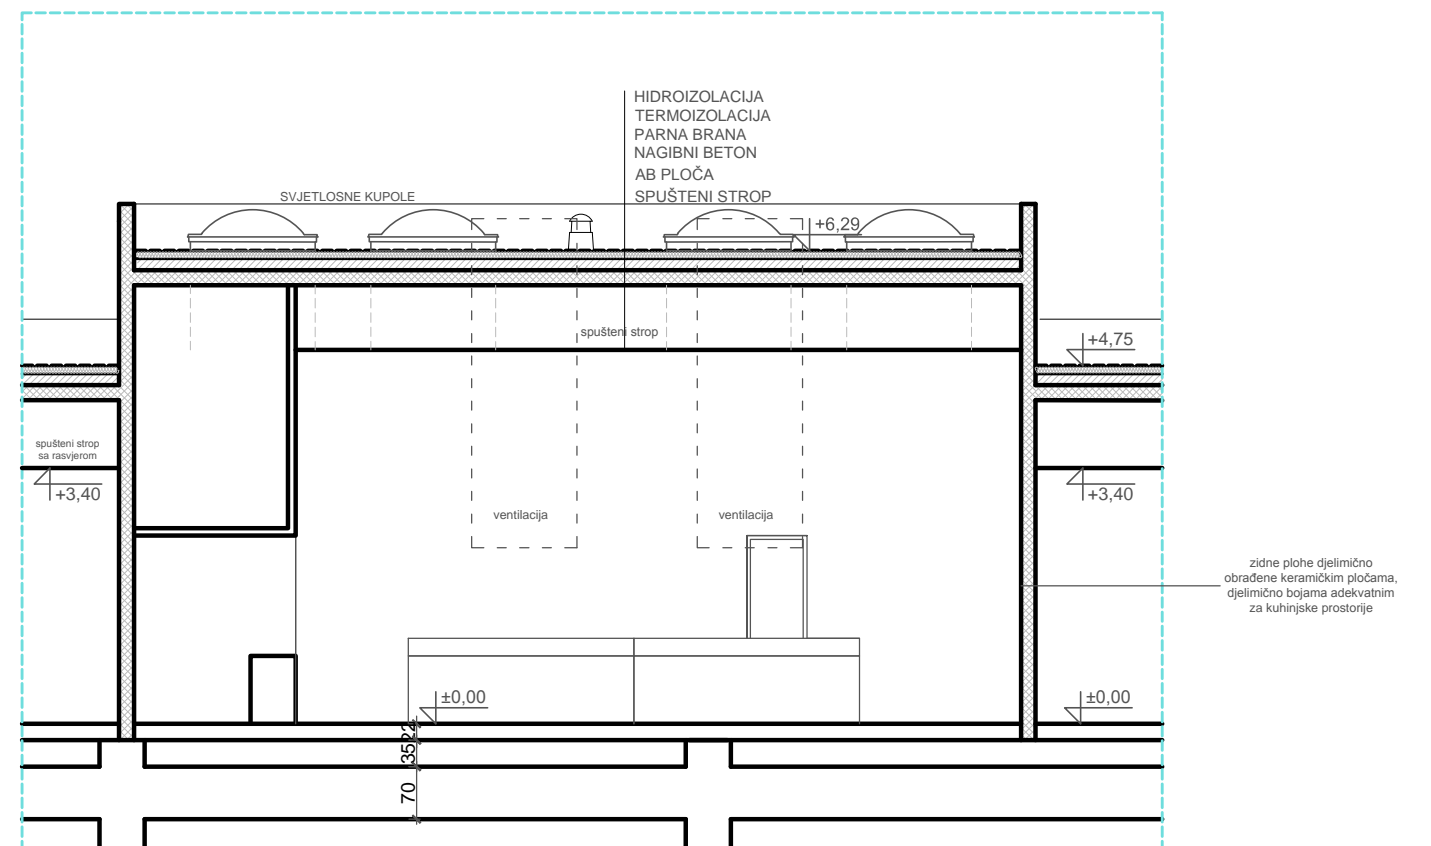 HIDROIZOLACIJA
TERMOIZOLACIJA
PARNA BRANA
NAGIBNI BETON
AB PLOČA
SPUŠTENI STROP
SVJETLOSNE KUPOLE
+6,29
spušteni strop
+4,75
spušteni strop
sa rasvjerom
+3,40
+3,40
ventilacija
ventilacija
zidne plohe djelimično
obrađene keramičkim pločama,
djelimično bojama adekvatnim
za kuhinjske prostorije
±0,00
±0,00
22
35
70